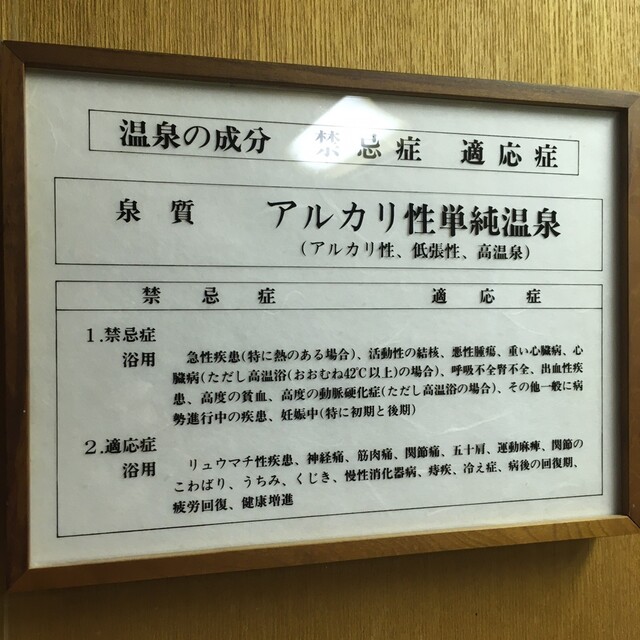 温泉の成分　禁忌症　適応症
泉質　アルカリ性単純温泉
(アルカリ性、低張性、高温泉)
禁忌症　適応症
1.禁忌症
浴用　急性疾患(特に熱のある場合)、活動性の結核、悪性腫瘍、重い心臓病、心
臓病(ただし高温浴(おおむね42℃以上)の場合)、呼吸不全腎不全、出血性疾
患、高度の貧血、高度の動脈硬化症(ただし高温浴の場合)、その他一般に病
勢進行中の疾患、妊娠中(特に初期と後期)
2.適応症
浴用　リュウマチ性疾患、神経痛、筋肉痛、関節痛、五十肩、運動麻痺、関節の
こわばり、うちみ、くじき、慢性消化器病、痔疾、冷え症、病後の回復期、
疲労回復、健康増進